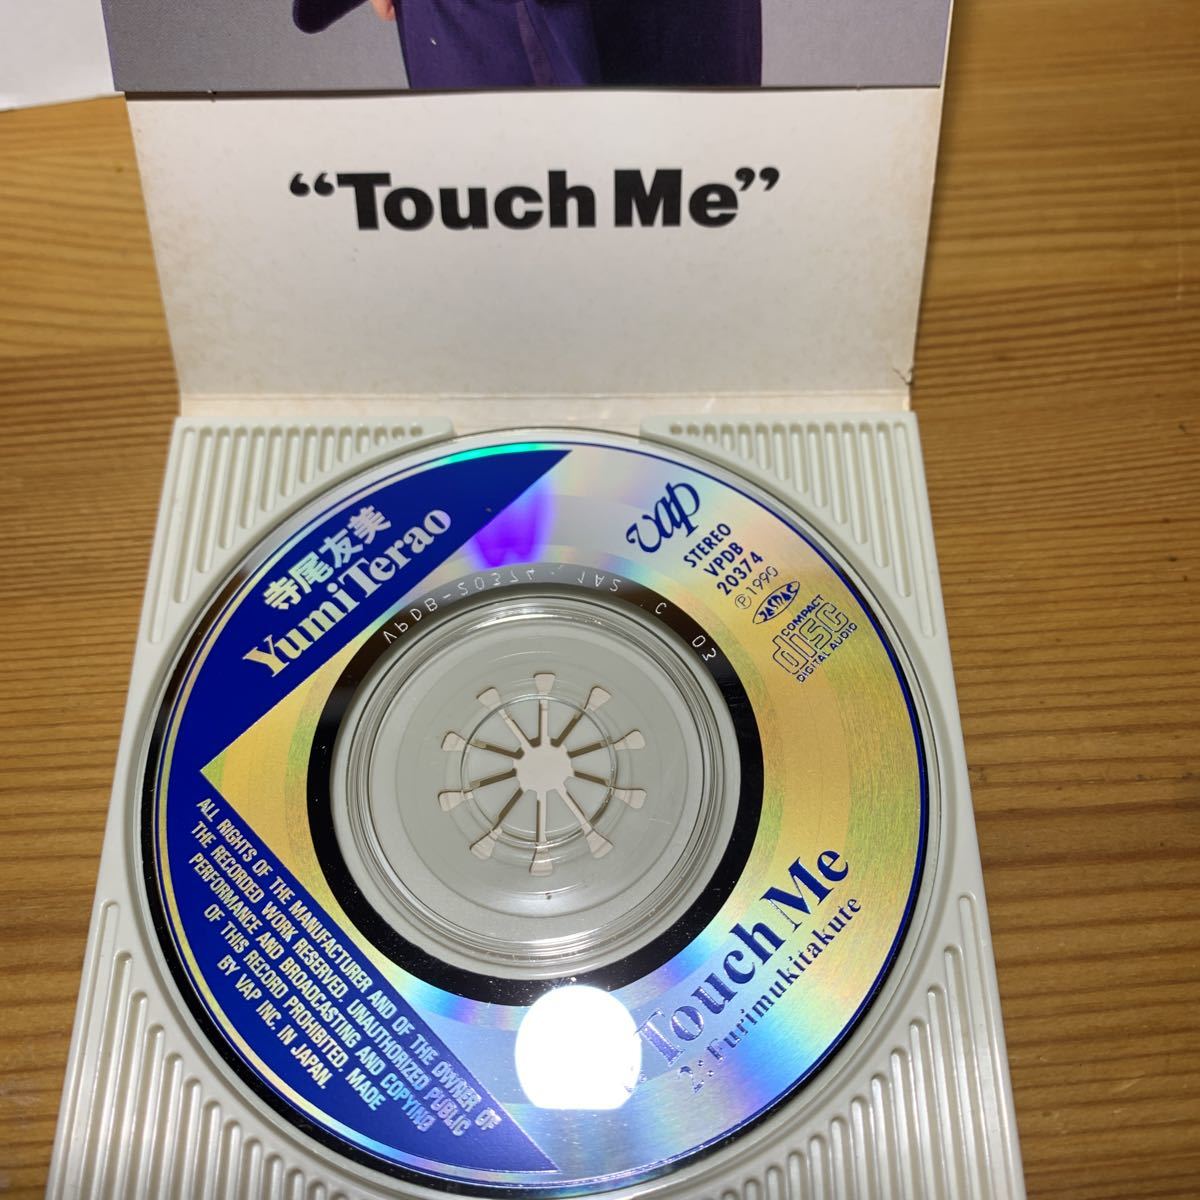 “Touch Me”
寺尾友美
Yumi Terao
vap
STEREO
VPDB
20374
Ⓟ1990
COMPACT
disc
DIGITAL AUDIO
VPDB-20374
1A2 C 03
Touch Me
2: Furimukitakute
ALL RIGHTS OF THE MANUFACTURER AND OF THE OWNER OF
THE RECORDED WORK RESERVED. UNAUTHORIZED PUBLIC
PERFORMANCE AND BROADCASTING AND COPYING
OF THIS RECORD PROHIBITED. MADE
BY VAP INC. IN JAPAN.